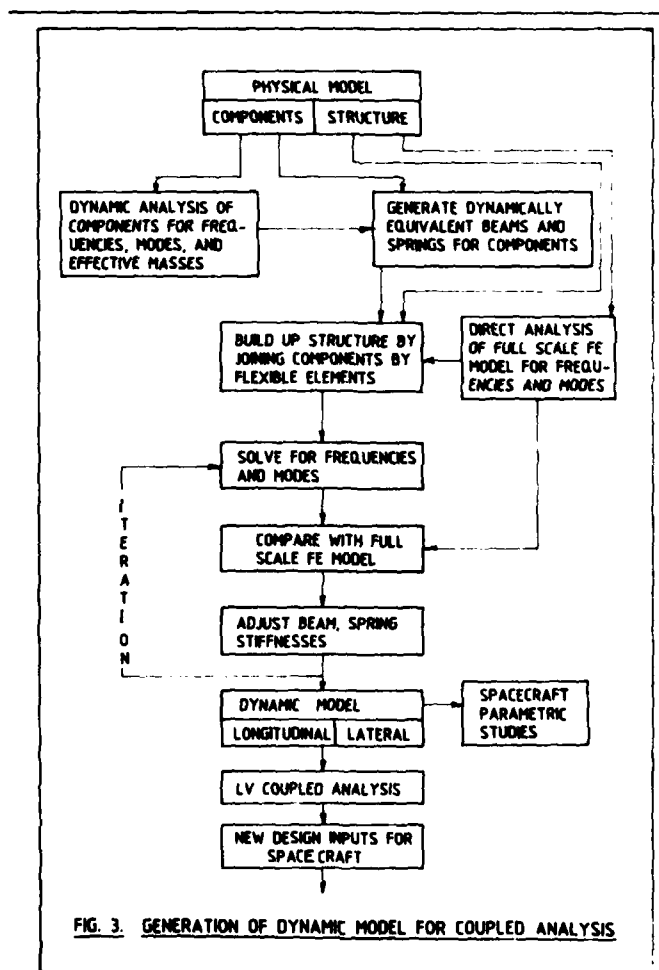 PHYSICAL MODEL
COMPONENTS STRUCTURE
DYNAMIC ANALYSIS OF
COMPONENTS FOR FREQ-
UENCIES, MODES, AND
EFFECTIVE MASSES
GENERATE DYNAMICALLY
EQUIVALENT BEAMS AND
SPRINGS FOR COMPONENTS
BUILD UP STRUCTURE BY
JOINING COMPONENTS BY
FLEXIBLE ELEMENTS
DIRECT ANALYSIS
OF FULL SCALE FE
MODEL FOR FREQU-
ENCIES AND MODES
SOLVE FOR FREQUENCIES
AND MODES
ITERATION
COMPARE WITH FULL
SCALE FE MODEL
ADJUST BEAM, SPRING
STIFFNESSES
DYNAMIC MODEL
LONGITUDINAL LATERAL
SPACECRAFT
PARAMETRIC
STUDIES
LV COUPLED ANALYSIS
NEW DESIGN INPUTS FOR
SPACECRAFT
FIG. 3. GENERATION OF DYNAMIC MODEL FOR COUPLED ANALYSIS